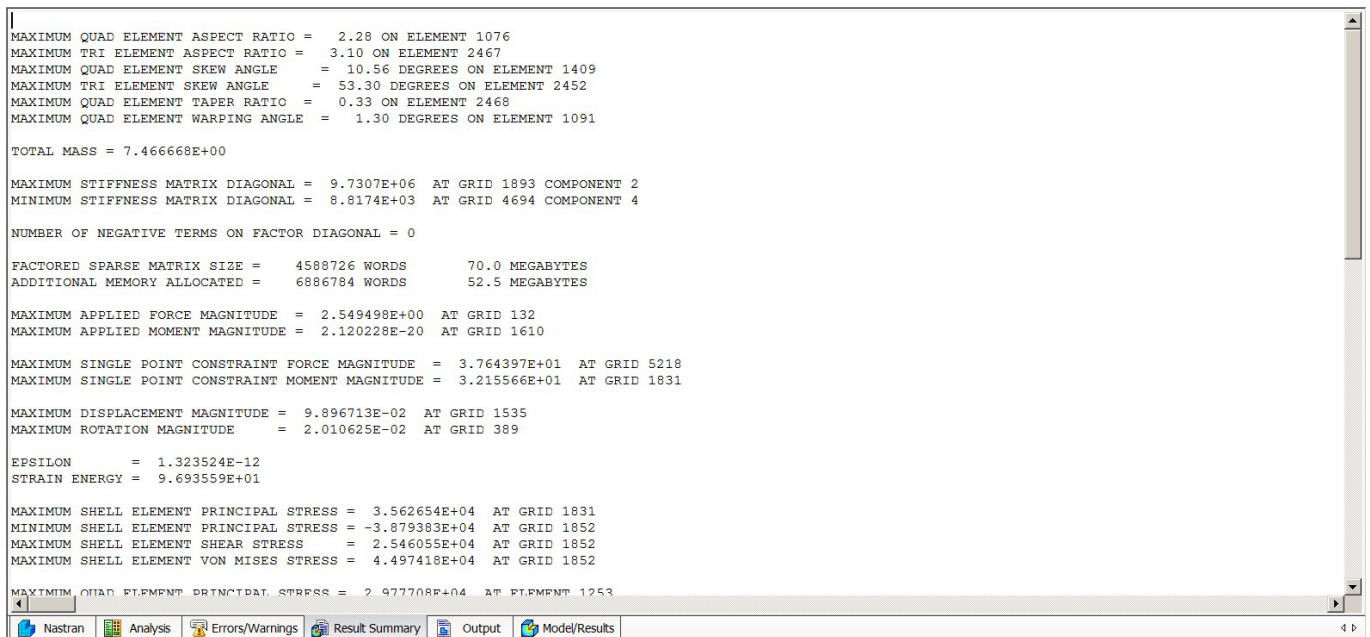 MAXIMUM QUAD ELEMENT ASPECT RATIO =   2.28 ON ELEMENT 1076
MAXIMUM TRI ELEMENT ASPECT RATIO =   3.10 ON ELEMENT 2467
MAXIMUM QUAD ELEMENT SKEW ANGLE     = 10.56 DEGREES ON ELEMENT 1409
MAXIMUM TRI ELEMENT SKEW ANGLE     = 53.30 DEGREES ON ELEMENT 2452
MAXIMUM QUAD ELEMENT TAPER RATIO  =   0.33 ON ELEMENT 2468
MAXIMUM QUAD ELEMENT WARPING ANGLE  =   1.30 DEGREES ON ELEMENT 1091
TOTAL MASS = 7.466668E+00
MAXIMUM STIFFNESS MATRIX DIAGONAL =  9.7307E+06  AT GRID 1893 COMPONENT 2
MINIMUM STIFFNESS MATRIX DIAGONAL =  8.8174E+03  AT GRID 4694 COMPONENT 4
NUMBER OF NEGATIVE TERMS ON FACTOR DIAGONAL = 0
FACTORED SPARSE MATRIX SIZE =    4588726 WORDS      70.0 MEGABYTES
ADDITIONAL MEMORY ALLOCATED =    6886784 WORDS      52.5 MEGABYTES
MAXIMUM APPLIED FORCE MAGNITUDE  =  2.549498E+00  AT GRID 132
MAXIMUM APPLIED MOMENT MAGNITUDE =  2.120228E-20  AT GRID 1610
MAXIMUM SINGLE POINT CONSTRAINT FORCE MAGNITUDE  =  3.764397E+01  AT GRID 5218
MAXIMUM SINGLE POINT CONSTRAINT MOMENT MAGNITUDE =  3.215566E+01  AT GRID 1831
MAXIMUM DISPLACEMENT MAGNITUDE =  9.896713E-02  AT GRID 1535
MAXIMUM ROTATION MAGNITUDE     =  2.010625E-02  AT GRID 389
EPSILON       =  1.323524E-12
STRAIN ENERGY =  9.693559E+01
MAXIMUM SHELL ELEMENT PRINCIPAL STRESS =  3.562654E+04  AT GRID 1831
MINIMUM SHELL ELEMENT PRINCIPAL STRESS = -3.879383E+04  AT GRID 1852
MAXIMUM SHELL ELEMENT SHEAR STRESS     =  2.546055E+04  AT GRID 1852
MAXIMUM SHELL ELEMENT VON MISES STRESS =  4.497418E+04  AT GRID 1852
MAXIMUM QUAD ELEMENT PRINCIPAL STRESS =  2.977708E+04  AT ELEMENT 1253
Nastran Analysis Errors/Warnings Result Summary Output Model/Results